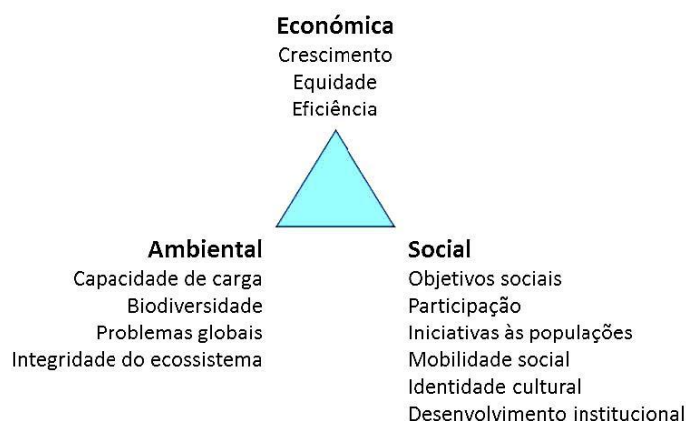 Económica
Crescimento
Equidade
Eficiência
Ambiental
Capacidade de carga
Biodiversidade
Problemas globais
Integridade do ecossistema
Social
Objetivos sociais
Participação
Iniciativas às populações
Mobilidade social
Identidade cultural
Desenvolvimento institucional